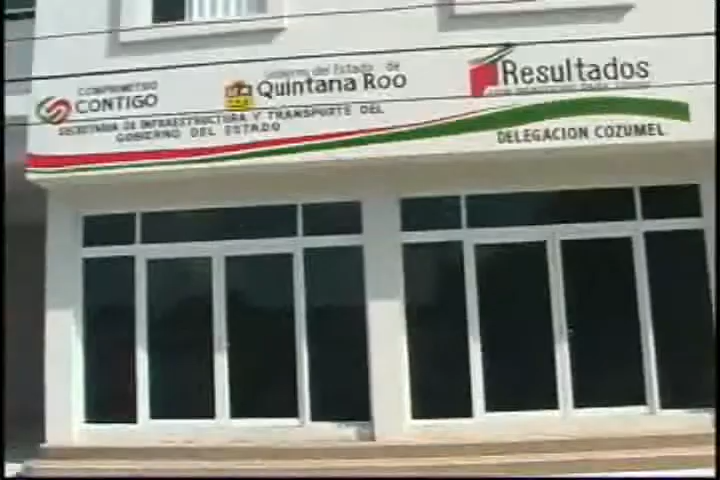 COMPROMETIDO
CONTIGO
Gobierno del Estado de
Quintana Roo
Resultados
SECRETARIA DE INFRAESTRUCTURA Y TRANSPORTE DEL
GOBIERNO DEL ESTADO
DELEGACION COZUMEL